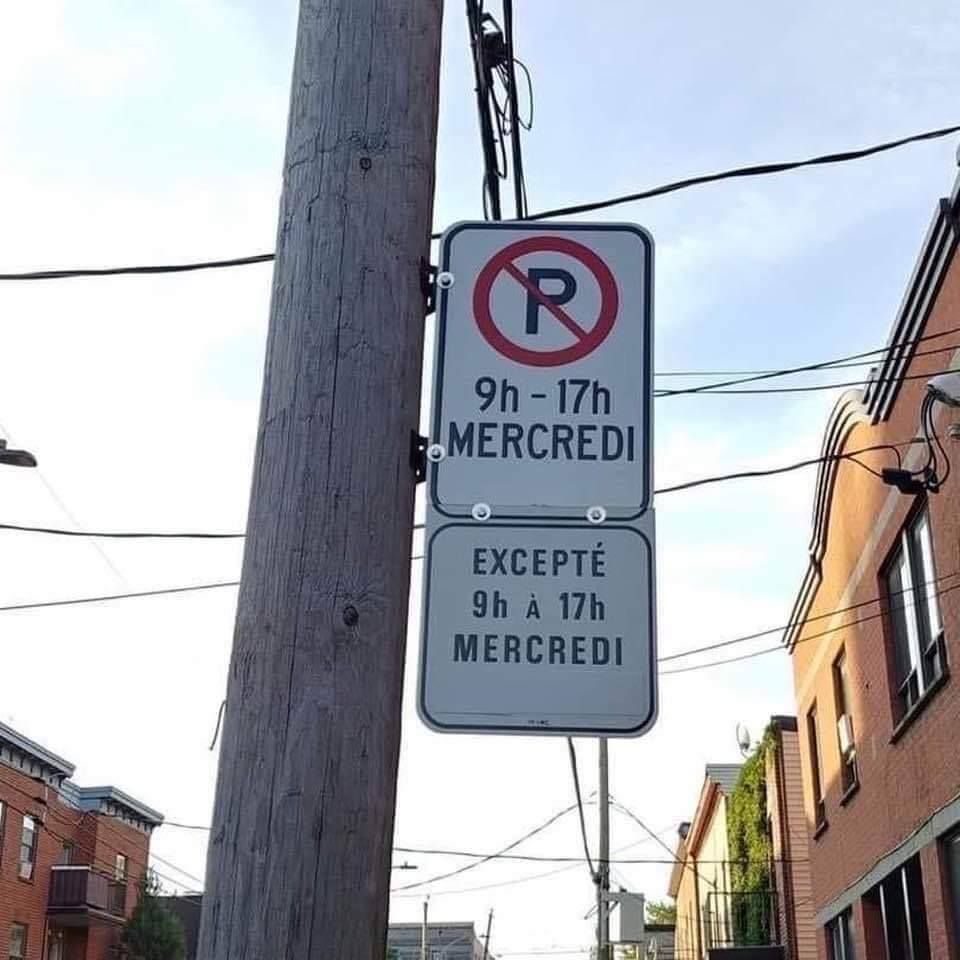 P
9h - 17h
MERCREDI
EXCEPTÉ
9h À 17h
MERCREDI